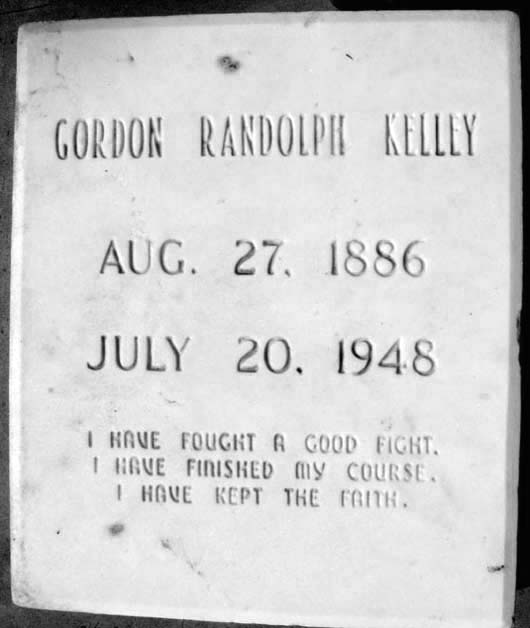 GORDON RANDOLPH KELLEY
AUG. 27. 1886
JULY 20. 1948
I HAVE FOUGHT A GOOD FIGHT.
I HAVE FINISHED MY COURSE.
I HAVE KEPT THE FAITH.